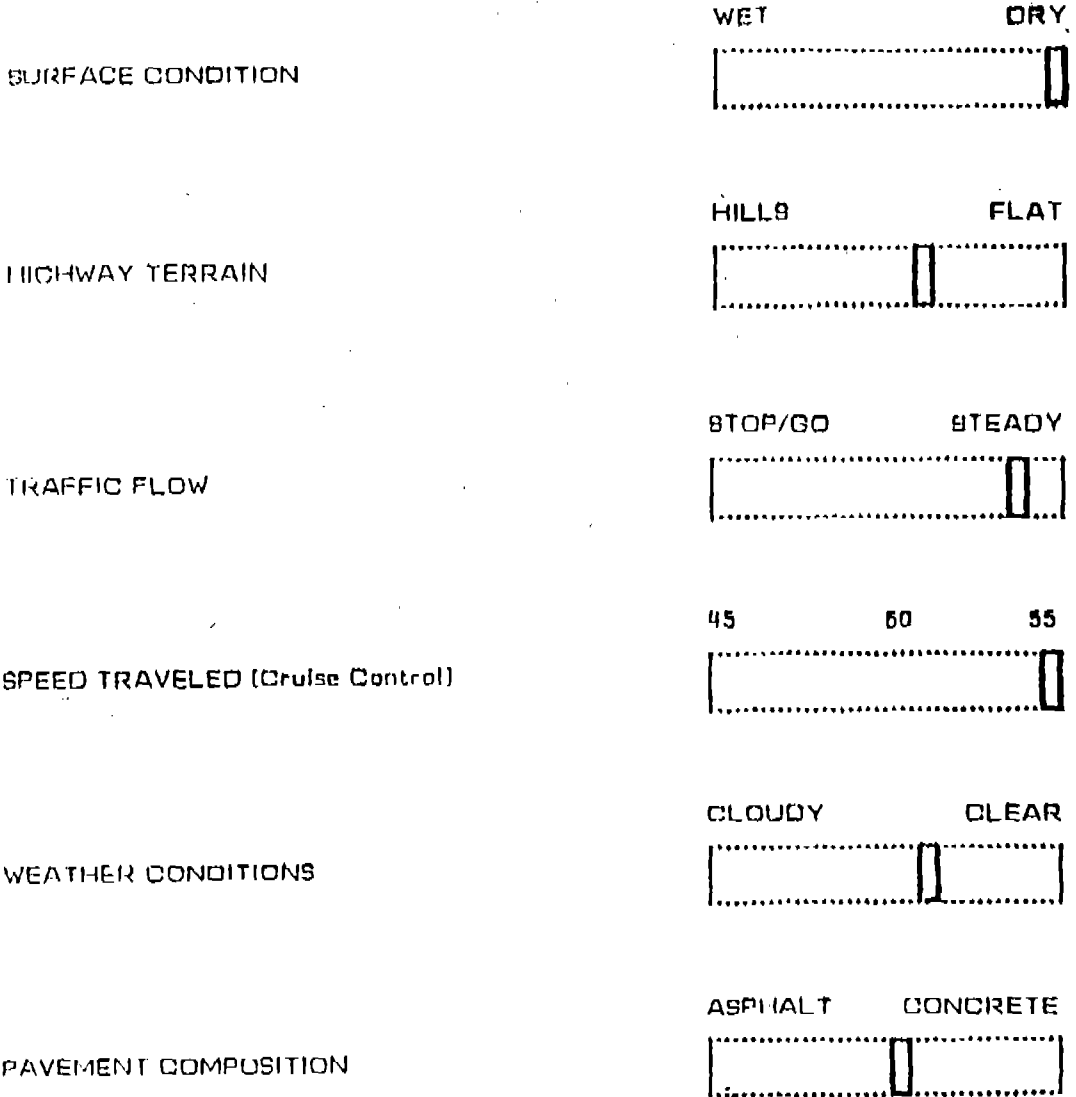 WET DRY
SURFACE CONDITION
HILLS FLAT
HIGHWAY TERRAIN
STOP/GO STEADY
TRAFFIC FLOW
45 50 55
SPEED TRAVELED (Cruise Control)
CLOUDY CLEAR
WEATHER CONDITIONS
ASPHALT CONCRETE
PAVEMENT COMPOSITION